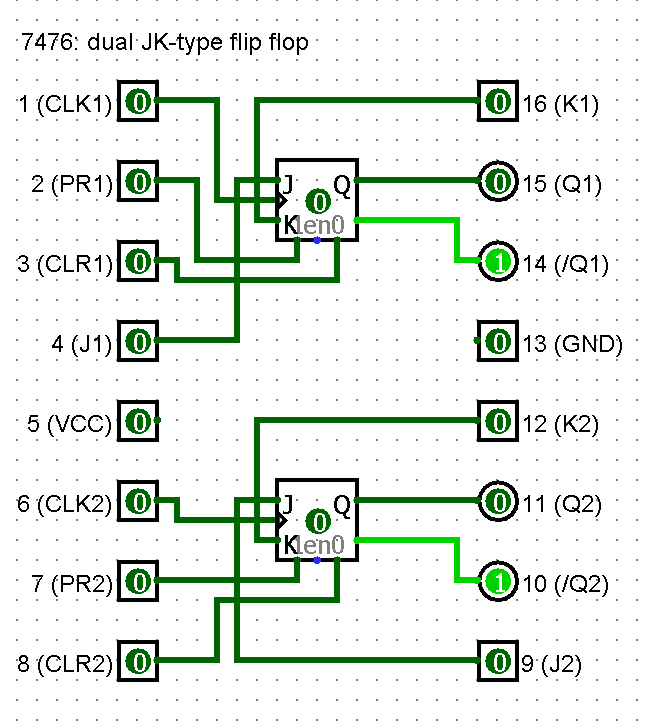 7476: dual JK-type flip flop
1 (CLK1) 0
0 16 (K1)
2 (PR1) 0
J Q
0 15 (Q1)
0
K 1en0
3 (CLR1) 0
1 14 (/Q1)
4 (J1) 0
0 13 (GND)
5 (VCC) 0
0 12 (K2)
6 (CLK2) 0
J Q
0 11 (Q2)
0
K 1en0
7 (PR2) 0
1 10 (/Q2)
8 (CLR2) 0
0 9 (J2)